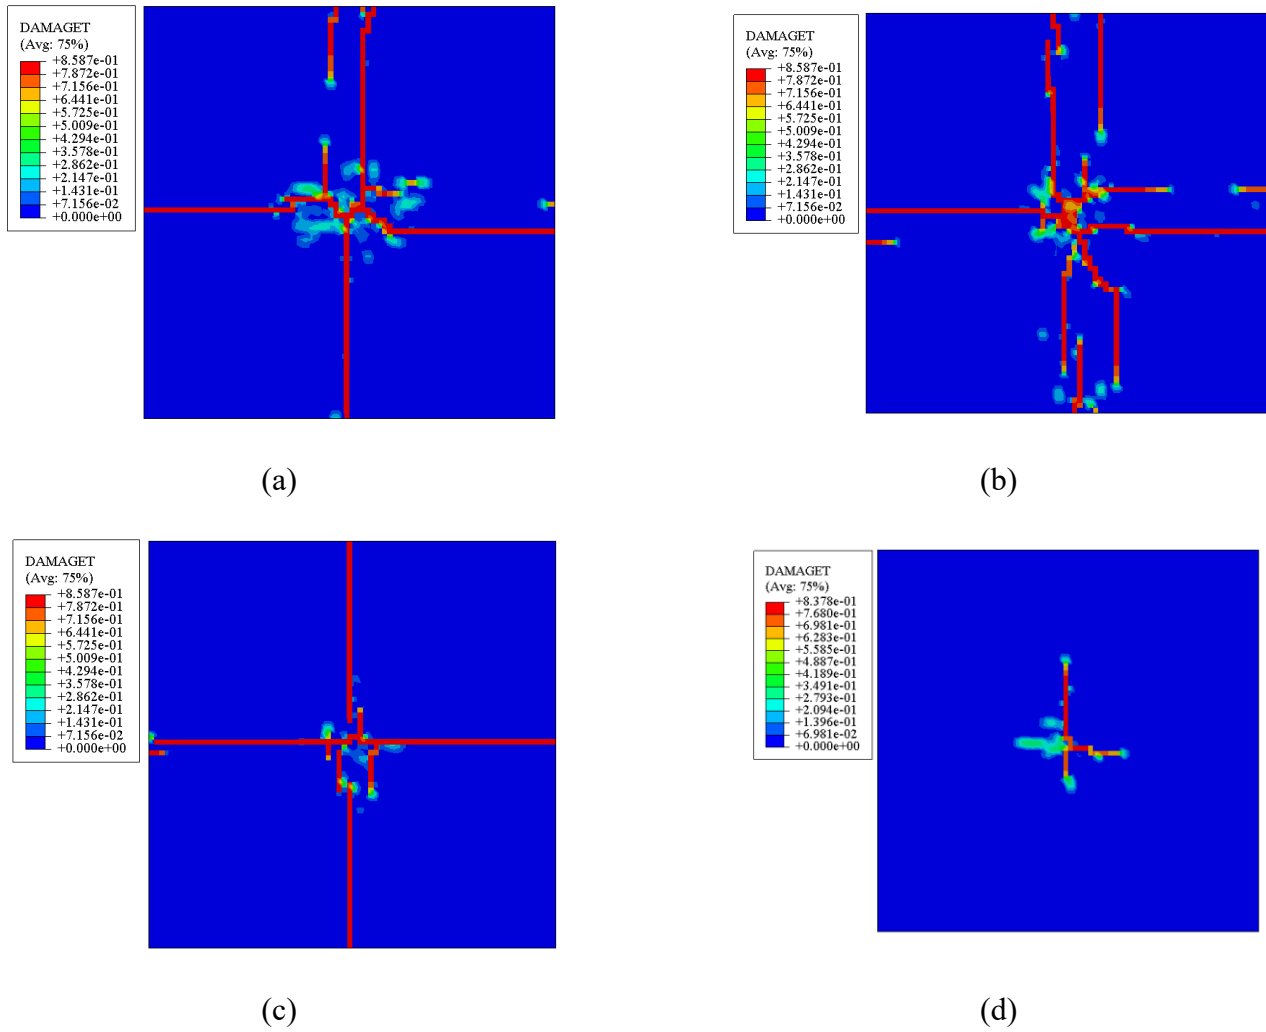 DAMAGET
(Avg: 75%)
+8.587e-01
+7.872e-01
+7.156e-01
+6.441e-01
+5.725e-01
+5.009e-01
+4.294e-01
+3.578e-01
+2.862e-01
+2.147e-01
+1.431e-01
+7.156e-02
+0.000e+00
(a)
DAMAGET
(Avg: 75%)
+8.587e-01
+7.872e-01
+7.156e-01
+6.441e-01
+5.725e-01
+5.009e-01
+4.294e-01
+3.578e-01
+2.862e-01
+2.147e-01
+1.431e-01
+7.156e-02
+0.000e+00
(b)
DAMAGET
(Avg: 75%)
+8.587e-01
+7.872e-01
+7.156e-01
+6.441e-01
+5.725e-01
+5.009e-01
+4.294e-01
+3.578e-01
+2.862e-01
+2.147e-01
+1.431e-01
+7.156e-02
+0.000e+00
(c)
DAMAGET
(Avg: 75%)
+8.378e-01
+7.680e-01
+6.981e-01
+6.283e-01
+5.585e-01
+4.887e-01
+4.189e-01
+3.491e-01
+2.793e-01
+2.094e-01
+1.396e-01
+6.981e-02
+0.000e+00
(d)